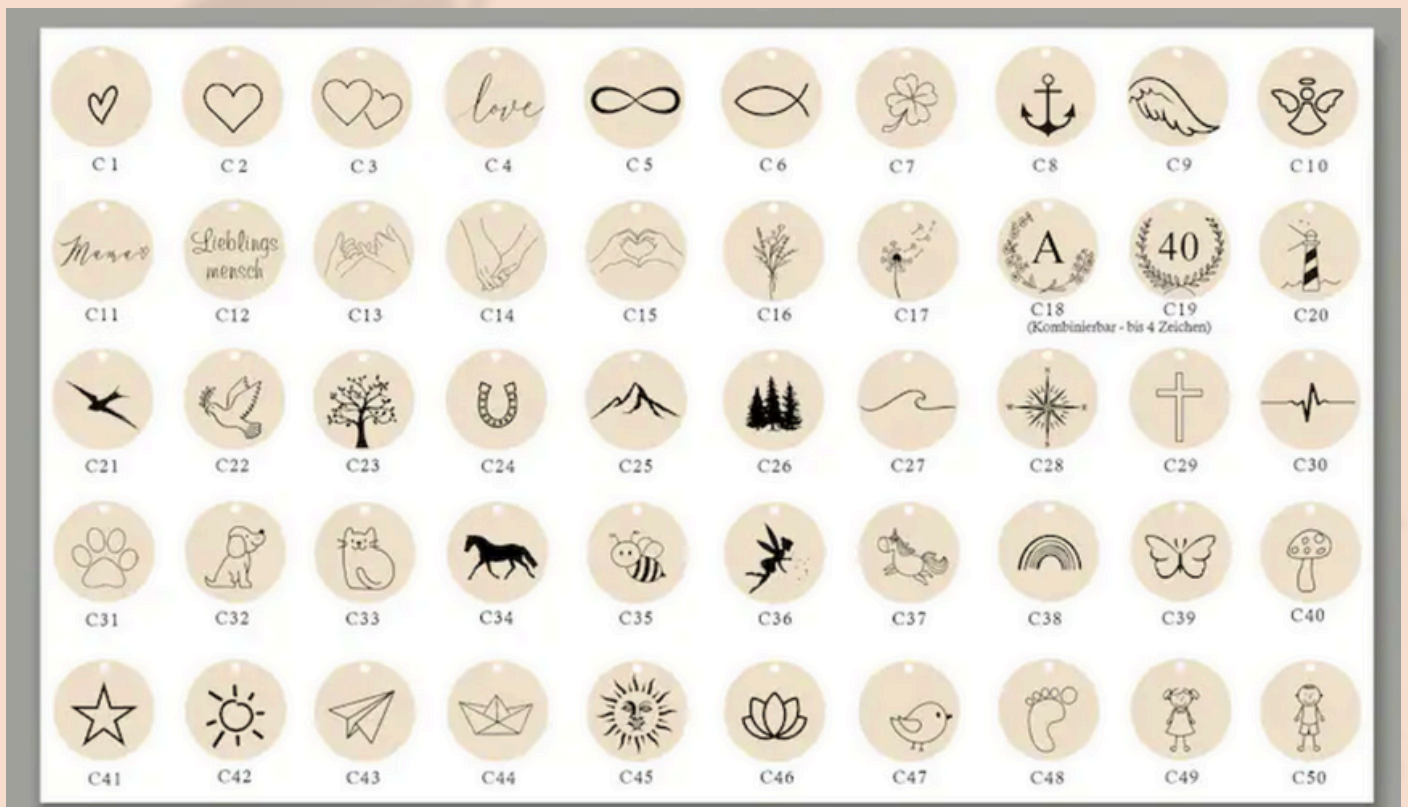 love
C1 C2 C3 C4 C5 C6 C7 C8 C9 C10
Mama
Lieblings
mensch
A
40
C11 C12 C13 C14 C15 C16 C17 C18 C19 C20
(Kombinierbar - bis 4 Zeichen)
C21 C22 C23 C24 C25 C26 C27 C28 C29 C30
C31 C32 C33 C34 C35 C36 C37 C38 C39 C40
C41 C42 C43 C44 C45 C46 C47 C48 C49 C50